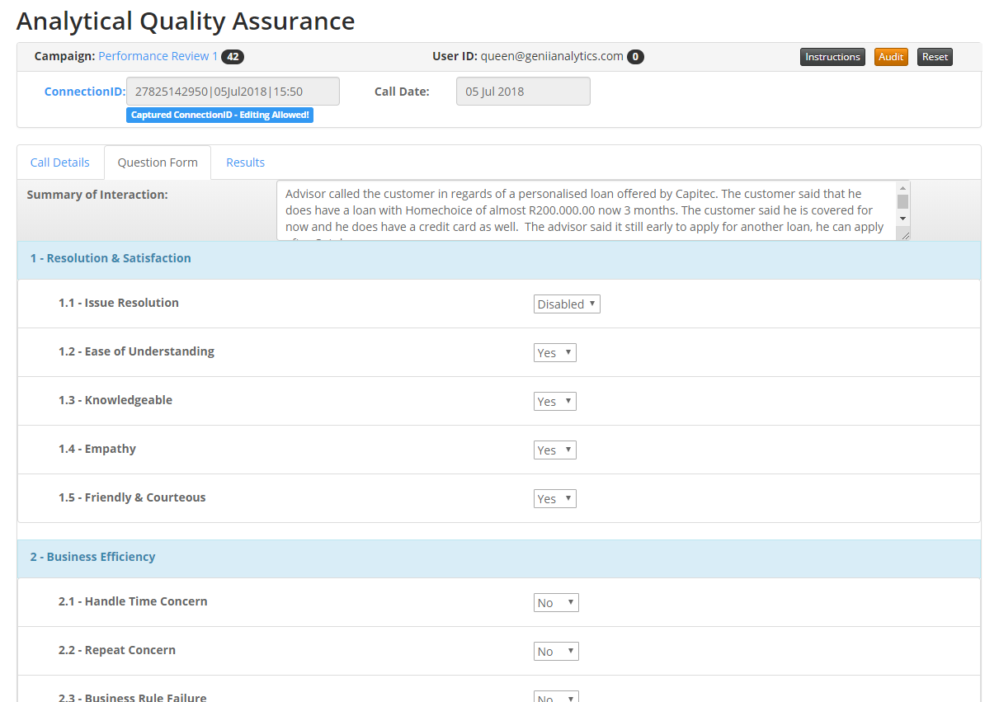 Analytical Quality Assurance
Campaign: Performance Review 1 42 User ID: queen@geniianalytics.com 0 Instructions Audit Reset
ConnectionID: 27825142950|05Jul2018|15:50 Call Date: 05 Jul 2018
Captured ConnectionID - Editing Allowed!
Call Details Question Form Results
Summary of Interaction: Advisor called the customer in regards of a personalised loan offered by Capitec. The customer said that he
does have a loan with Homechoice of almost R200.000.00 now 3 months. The customer said he is covered for
now and he does have a credit card as well.  The advisor said it still early to apply for another loan, he can apply
1 - Resolution & Satisfaction
1.1 - Issue Resolution Disabled
1.2 - Ease of Understanding Yes
1.3 - Knowledgeable Yes
1.4 - Empathy Yes
1.5 - Friendly & Courteous Yes
2 - Business Efficiency
2.1 - Handle Time Concern No
2.2 - Repeat Concern No
2.3 - Business Rule Failure No